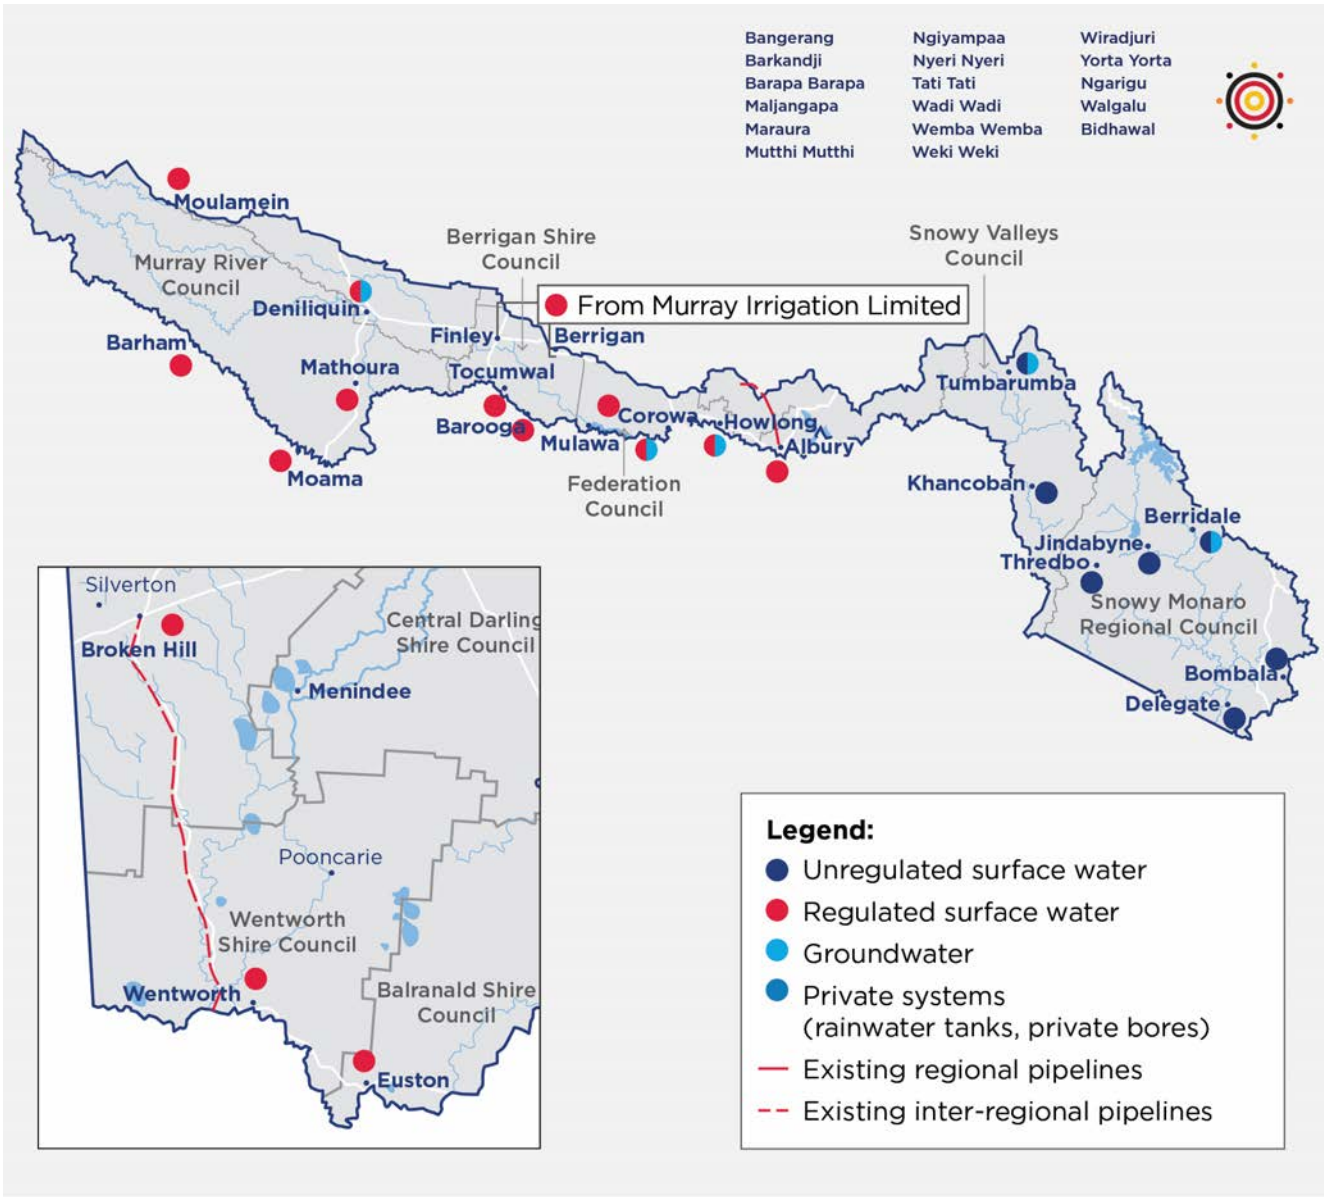 Bangerang
Barkandji
Barapa Barapa
Maljangapa
Maraura
Mutthi Mutthi
Ngiyampaa
Nyeri Nyeri
Tati Tati
Wadi Wadi
Wemba Wemba
Weki Weki
Wiradjuri
Yorta Yorta
Ngarigu
Walgalu
Bidhawal
Moulamein
Murray River
Council
Berrigan Shire
Council
Snowy Valleys
Council
Deniliquin
From Murray Irrigation Limited
Barham
Finley
Berrigan
Mathoura
Tocumwal
Tumbarumba
Barooga
Mulawa
Corowa
Howlong
Albury
Moama
Federation
Council
Khancoban
Berridale
Jindabyne
Thredbo
Snowy Monaro
Regional Council
Bombala
Delegate
Silverton
Broken Hill
Central Darling
Shire Council
Menindee
Pooncarie
Wentworth
Shire Council
Wentworth
Balranald Shire
Council
Euston
Legend:
Unregulated surface water
Regulated surface water
Groundwater
Private systems
(rainwater tanks, private bores)
Existing regional pipelines
Existing inter-regional pipelines